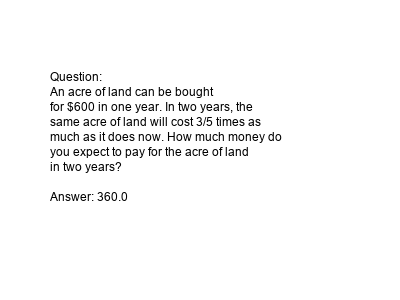 Question:
An acre of land can be bought
for $600 in one year. In two years, the
same acre of land will cost 3/5 times as
much as it does now. How much money do
you expect to pay for the acre of land
in two years?
Answer: 360.0